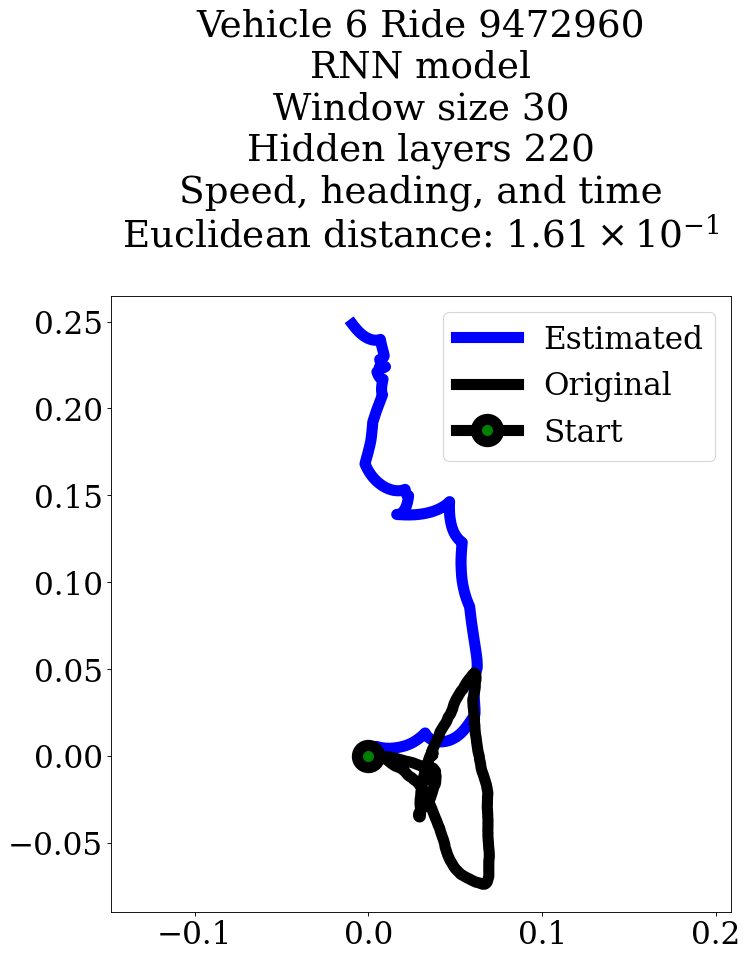 Vehicle 6 Ride 9472960
RNN model
Window size 30
Hidden layers 220
Speed, heading, and time
Euclidean distance: 1.61 × 10⁻¹
Estimated
Original
Start
0.25
0.20
0.15
0.10
0.05
0.00
−0.05
−0.1 0.0 0.1 0.2